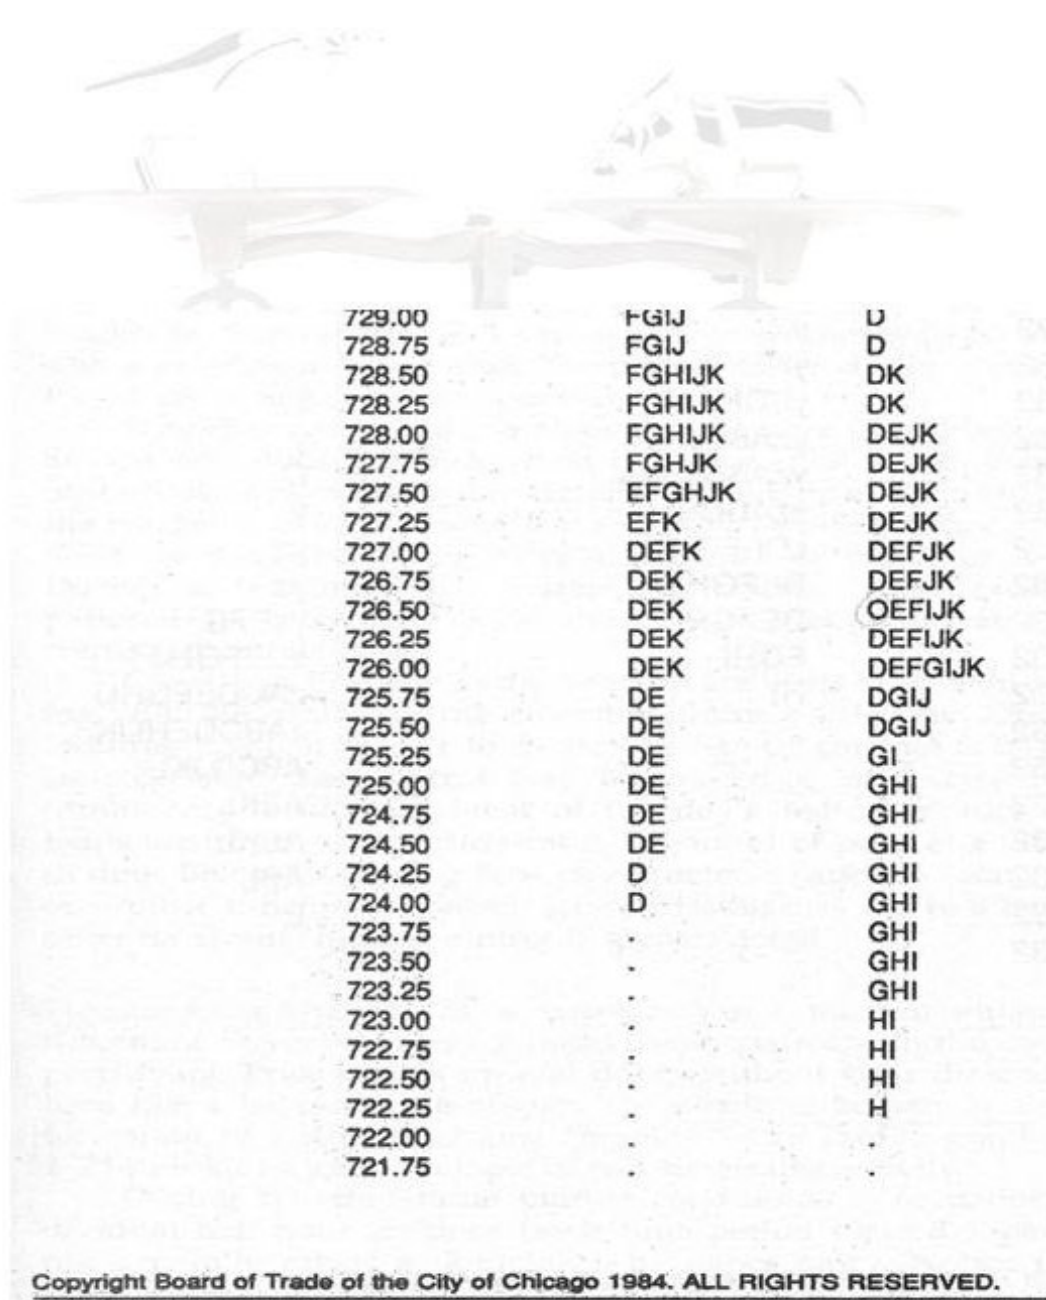 729.00 FGIJ D
728.75 FGIJ D
728.50 FGHIJK DK
728.25 FGHIJK DK
728.00 FGHIJK DEJK
727.75 FGHJK DEJK
727.50 EFGHJK DEJK
727.25 EFK DEJK
727.00 DEFK DEFJK
726.75 DEK DEFJK
726.50 DEK OEFIJK
726.25 DEK DEFIJK
726.00 DEK DEFGIJK
725.75 DE DGIJ
725.50 DE DGIJ
725.25 DE GI
725.00 DE GHI
724.75 DE GHI
724.50 DE GHI
724.25 D GHI
724.00 D GHI
723.75 . GHI
723.50 . GHI
723.25 . GHI
723.00 . HI
722.75 . HI
722.50 . HI
722.25 . H
722.00 . .
721.75 . .
Copyright Board of Trade of the City of Chicago 1984. ALL RIGHTS RESERVED.